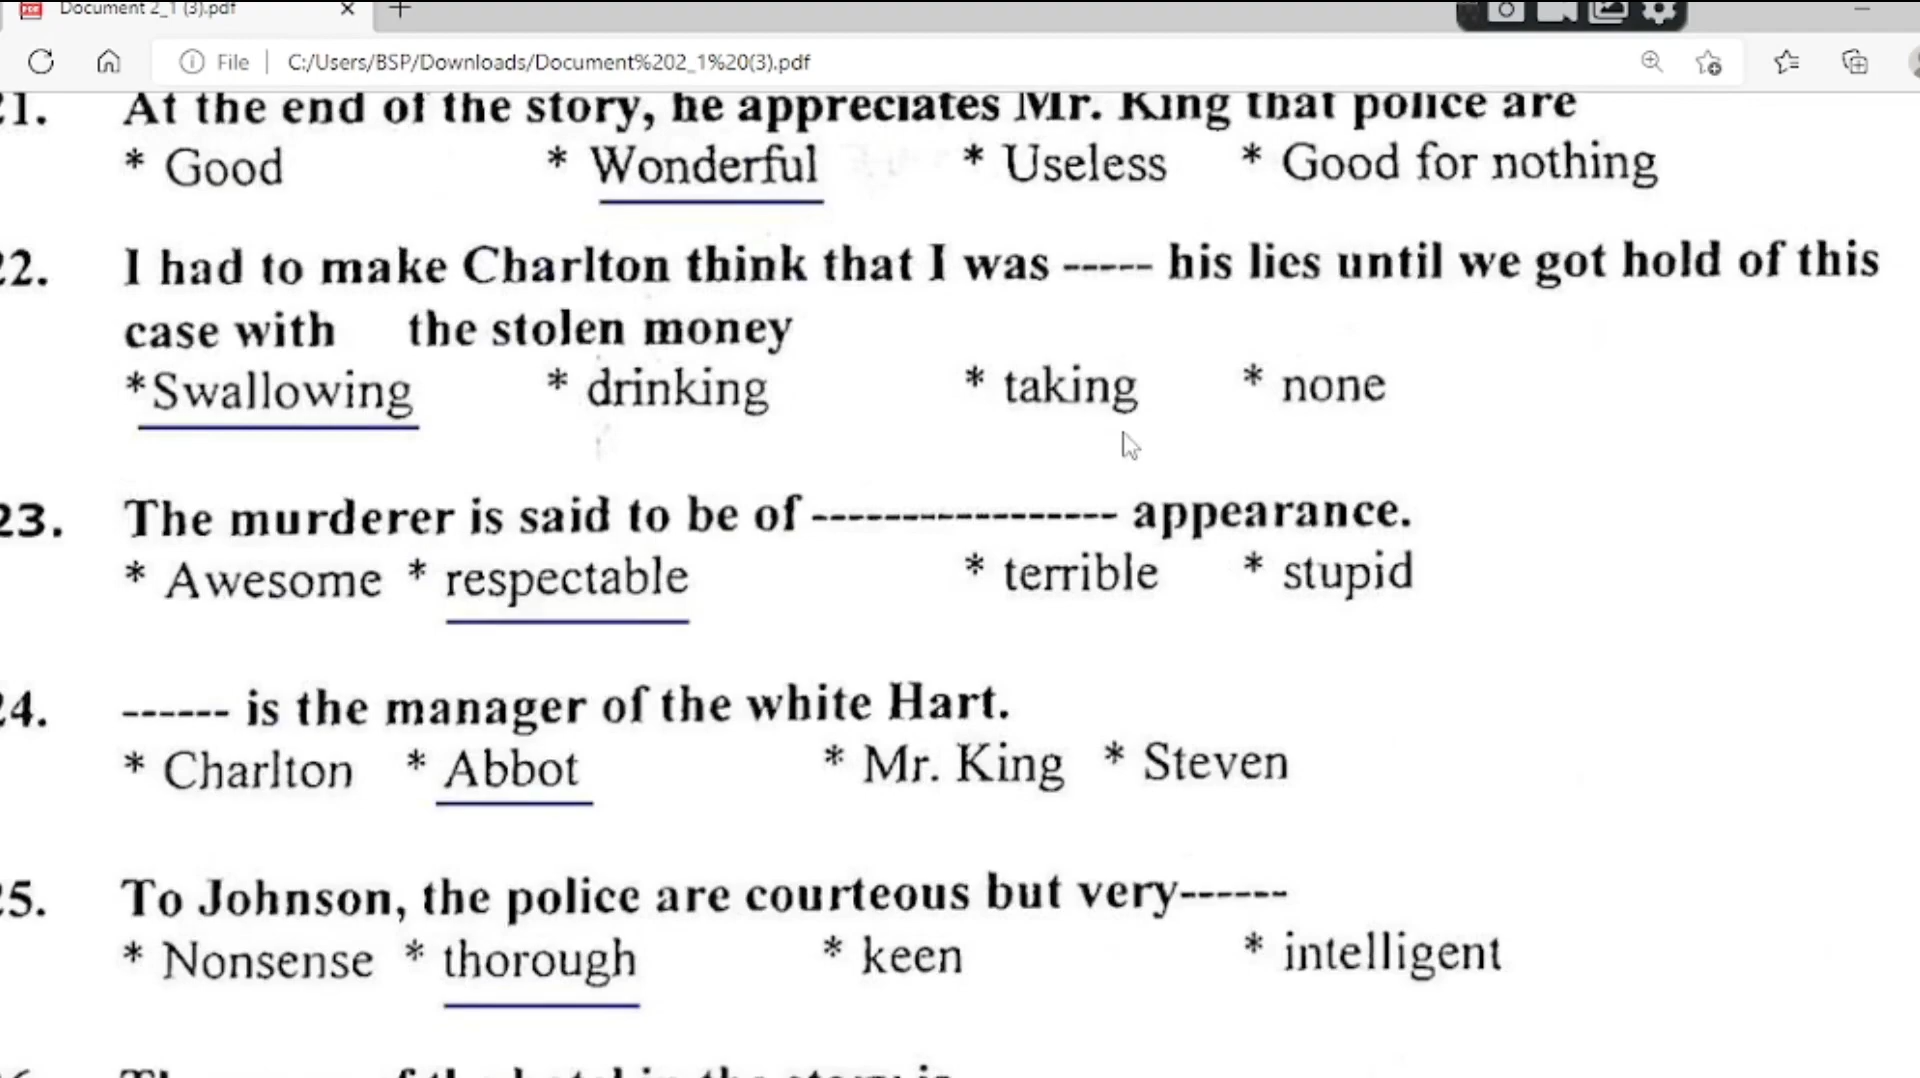 Document 2_1 (3).pdf
File C:/Users/BSP/Downloads/Document%202_1%20(3).pdf
21. At the end of the story, he appreciates Mr. King that police are
* Good * Wonderful * Useless * Good for nothing
22. I had to make Charlton think that I was ----- his lies until we got hold of this
case with the stolen money
*Swallowing * drinking * taking * none
23. The murderer is said to be of ----------------- appearance.
* Awesome * respectable * terrible * stupid
24. ------ is the manager of the white Hart.
* Charlton * Abbot * Mr. King * Steven
25. To Johnson, the police are courteous but very------
* Nonsense * thorough * keen * intelligent